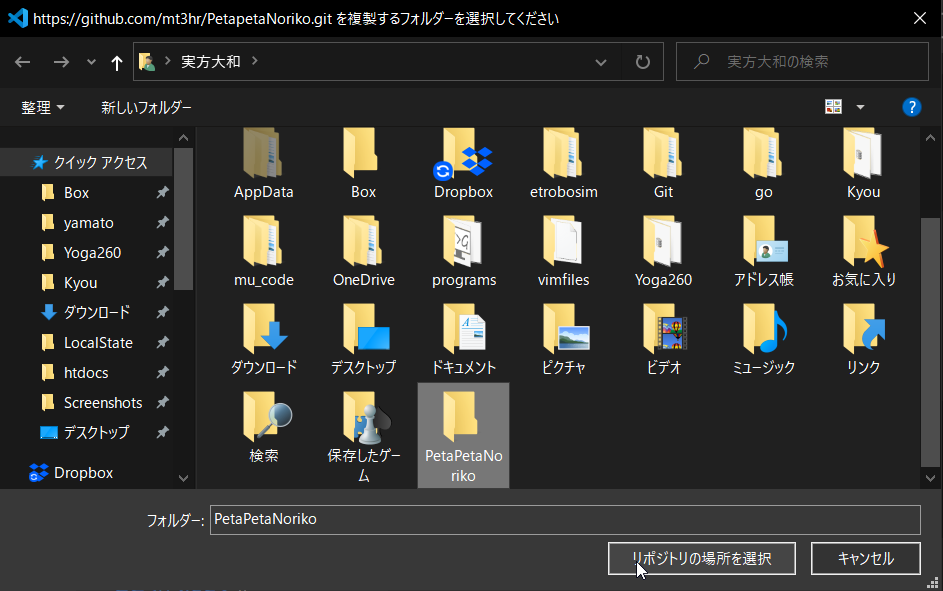 https://github.com/mt3hr/PetapetaNoriko.git を複製するフォルダーを選択してください
実方大和
実方大和の検索
整理
新しいフォルダー
クイック アクセス
Box
yamato
Yoga260
Kyou
ダウンロード
LocalState
htdocs
Screenshots
デスクトップ
Dropbox
AppData
Box
Dropbox
etrobosim
Git
go
Kyou
mu_code
OneDrive
programs
vimfiles
Yoga260
アドレス帳
お気に入り
ダウンロード
デスクトップ
ドキュメント
ピクチャ
ビデオ
ミュージック
リンク
検索
保存したゲー
ム
PetaPetaNo
riko
フォルダー:
PetaPetaNoriko
リポジトリの場所を選択
キャンセル